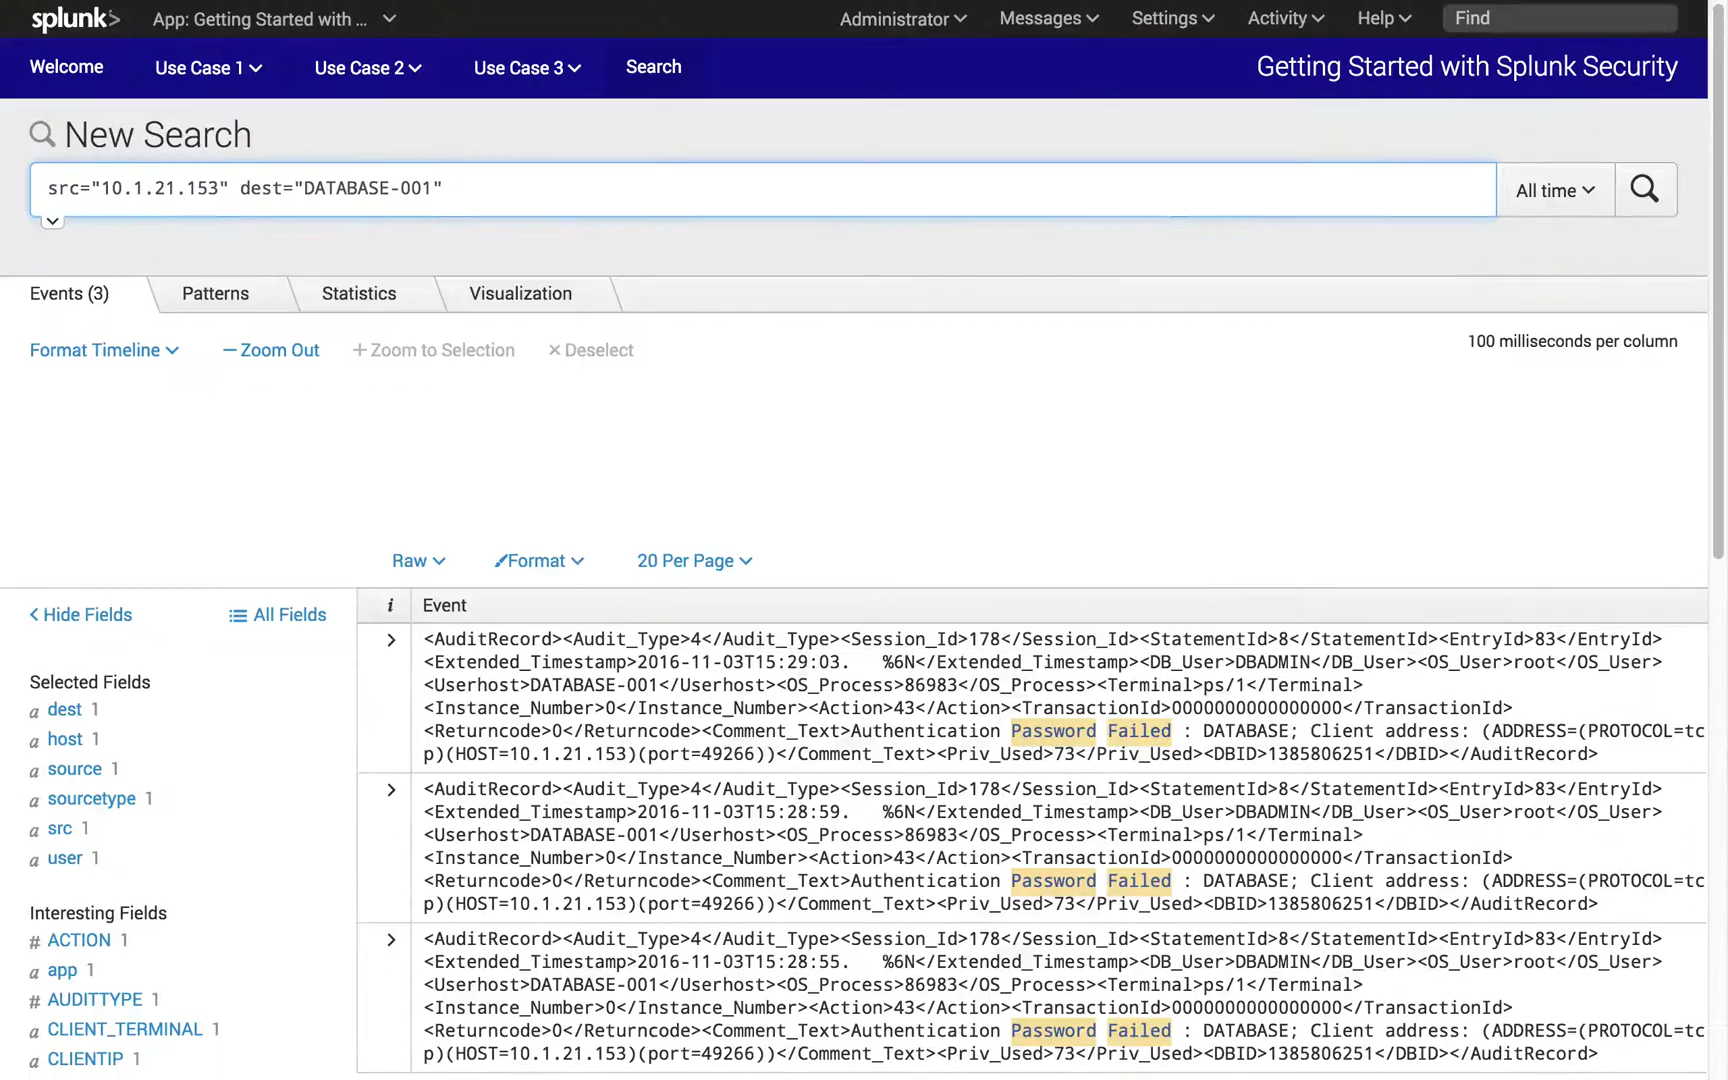 splunk> App: Getting Started with ... Administrator Messages Settings Activity Help Find
Welcome Use Case 1 Use Case 2 Use Case 3 Search Getting Started with Splunk Security
New Search
src="10.1.21.153" dest="DATABASE-001" All time
Events (3) Patterns Statistics Visualization
Format Timeline — Zoom Out + Zoom to Selection × Deselect 100 milliseconds per column
Raw Format 20 Per Page
< Hide Fields All Fields
i Event
Selected Fields
a dest 1
a host 1
a source 1
a sourcetype 1
a src 1
a user 1
Interesting Fields
# ACTION 1
a app 1
# AUDITTYPE 1
a CLIENT_TERMINAL 1
a CLIENTIP 1
> <AuditRecord><Audit_Type>4</Audit_Type><Session_Id>178</Session_Id><StatementId>8</StatementId><EntryId>83</EntryId>
<Extended_Timestamp>2016-11-03T15:29:03. %6N</Extended_Timestamp><DB_User>DBADMIN</DB_User><OS_User>root</OS_User>
<Userhost>DATABASE-001</Userhost><OS_Process>86983</OS_Process><Terminal>ps/1</Terminal>
<Instance_Number>0</Instance_Number><Action>43</Action><TransactionId>0000000000000000</TransactionId>
<Returncode>0</Returncode><Comment_Text>Authentication Password Failed : DATABASE; Client address: (ADDRESS=(PROTOCOL=tc
p)(HOST=10.1.21.153)(port=49266))</Comment_Text><Priv_Used>73</Priv_Used><DBID>1385806251</DBID></AuditRecord>
> <AuditRecord><Audit_Type>4</Audit_Type><Session_Id>178</Session_Id><StatementId>8</StatementId><EntryId>83</EntryId>
<Extended_Timestamp>2016-11-03T15:28:59. %6N</Extended_Timestamp><DB_User>DBADMIN</DB_User><OS_User>root</OS_User>
<Userhost>DATABASE-001</Userhost><OS_Process>86983</OS_Process><Terminal>ps/1</Terminal>
<Instance_Number>0</Instance_Number><Action>43</Action><TransactionId>0000000000000000</TransactionId>
<Returncode>0</Returncode><Comment_Text>Authentication Password Failed : DATABASE; Client address: (ADDRESS=(PROTOCOL=tc
p)(HOST=10.1.21.153)(port=49266))</Comment_Text><Priv_Used>73</Priv_Used><DBID>1385806251</DBID></AuditRecord>
> <AuditRecord><Audit_Type>4</Audit_Type><Session_Id>178</Session_Id><StatementId>8</StatementId><EntryId>83</EntryId>
<Extended_Timestamp>2016-11-03T15:28:55. %6N</Extended_Timestamp><DB_User>DBADMIN</DB_User><OS_User>root</OS_User>
<Userhost>DATABASE-001</Userhost><OS_Process>86983</OS_Process><Terminal>ps/1</Terminal>
<Instance_Number>0</Instance_Number><Action>43</Action><TransactionId>0000000000000000</TransactionId>
<Returncode>0</Returncode><Comment_Text>Authentication Password Failed : DATABASE; Client address: (ADDRESS=(PROTOCOL=tc
p)(HOST=10.1.21.153)(port=49266))</Comment_Text><Priv_Used>73</Priv_Used><DBID>1385806251</DBID></AuditRecord>